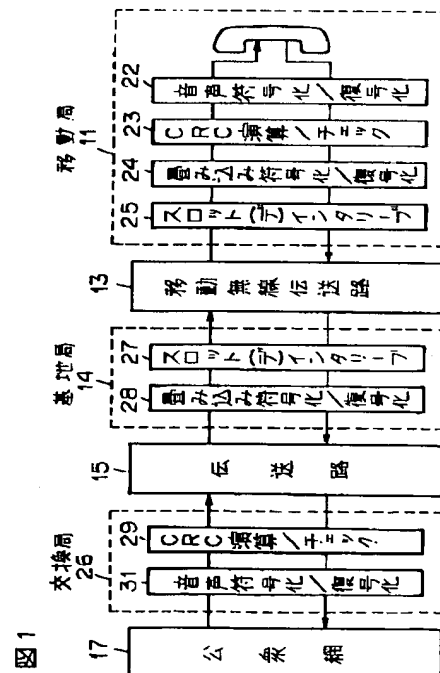 図1
移動局
11
22
音声符号化/復号化
23
CRC演算/チェック
24
畳み込み符号化/復号化
25
スロット(デ)インタリーブ
13
移動無線伝送路
基地局
14
27
スロット(デ)インタリーブ
28
畳み込み符号化/復号化
15
伝送路
交換局
26
29
CRC演算/チェック
31
音声符号化/復号化
17
公衆網